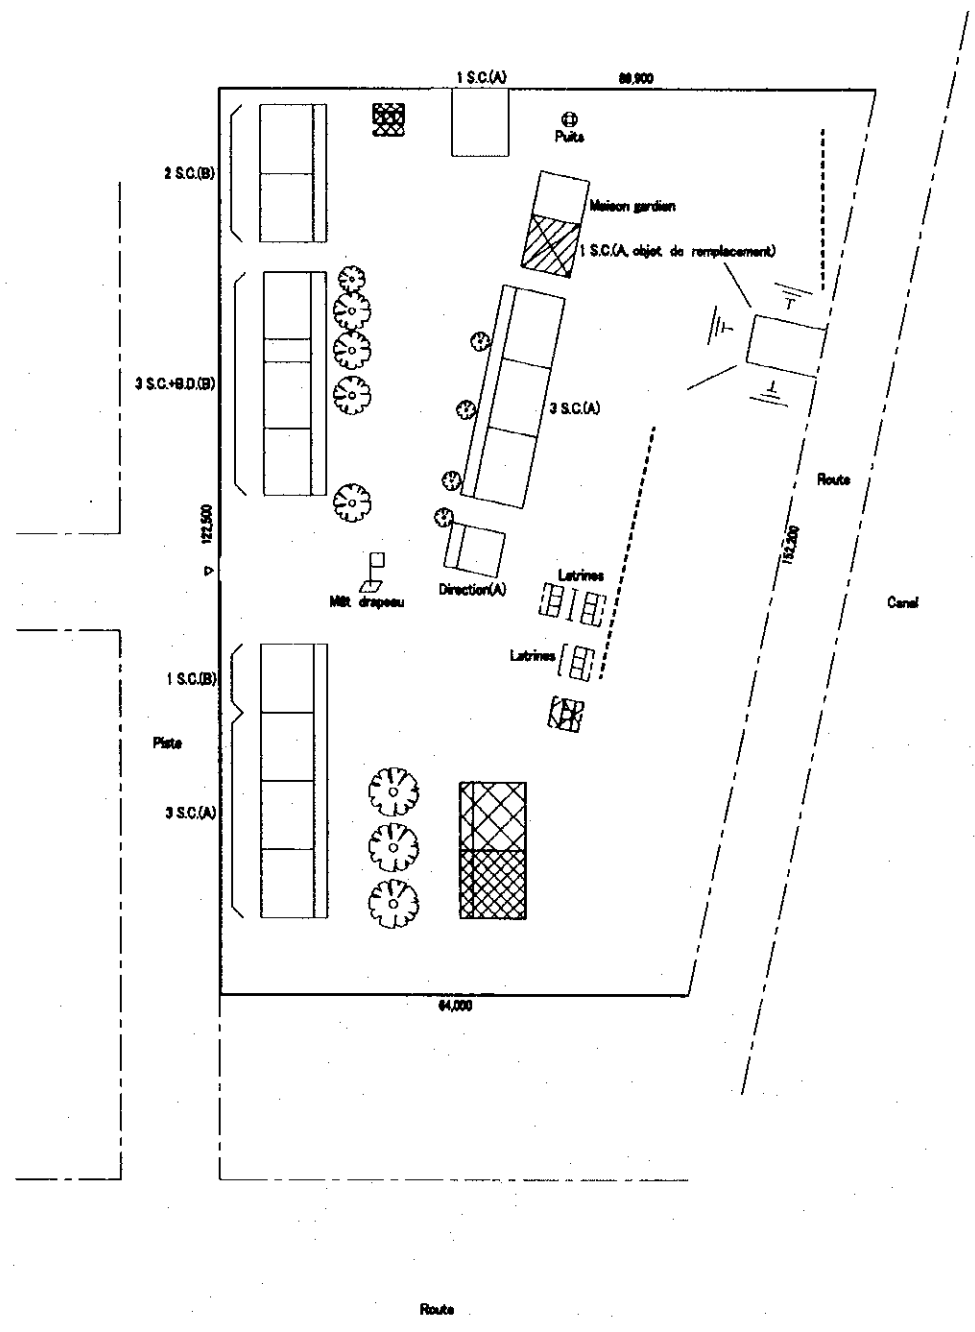 1 S.C.(A)
88,900
Puits
2 S.C.(B)
Maison gardien
1 S.C.(A, objet de remplacement)
3 S.C.+B.D.(B)
3 S.C.(A)
Route
122,500
152,200
Latrines
Direction(A)
Mât drapeau
Canal
Latrines
1 S.C.(B)
Piste
3 S.C.(A)
64,000
Route